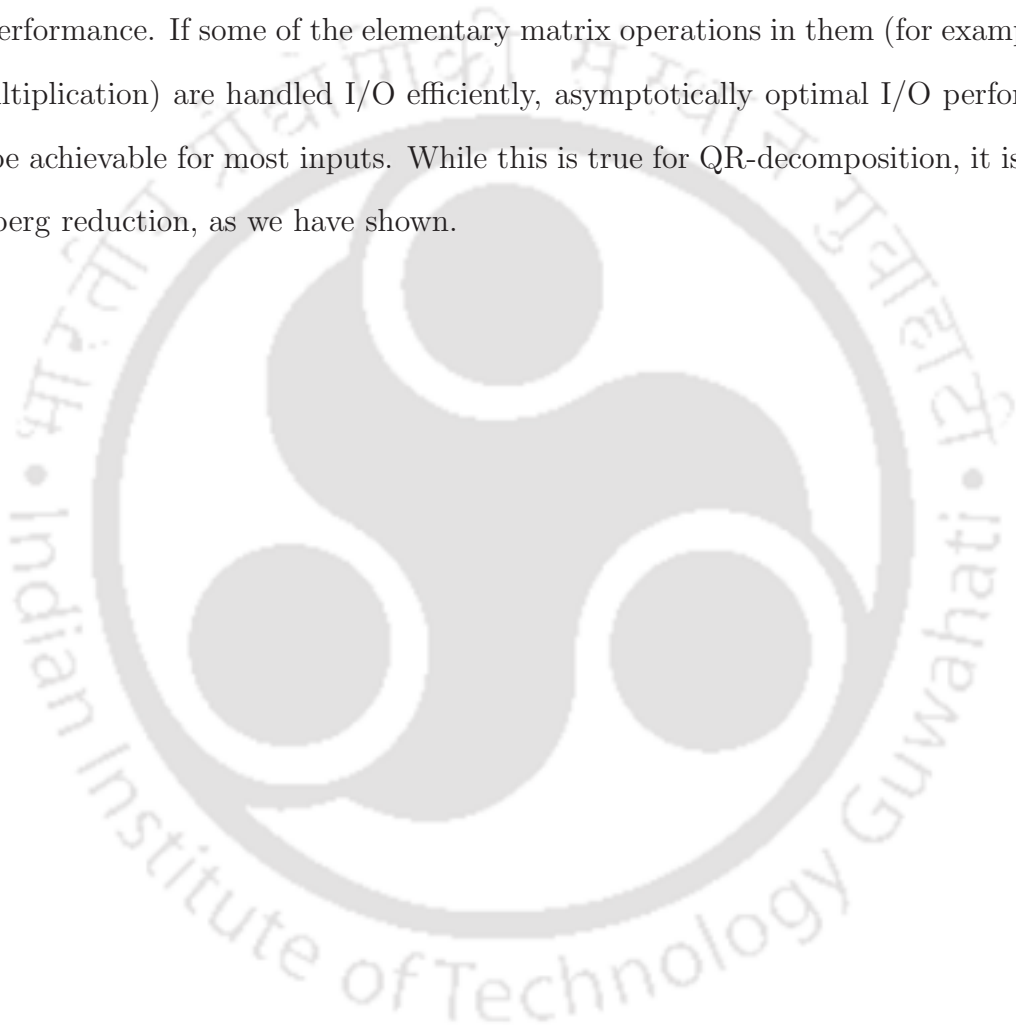 erformance. If some of the elementary matrix operations in them (for examp
ltiplication) are handled I/O efficiently, asymptotically optimal I/O perfor
be achievable for most inputs. While this is true for QR-decomposition, it is
berg reduction, as we have shown.
भारतीय प्रौद्योगिकी संस्थान गुवाहाटी
Indian Institute of Technology Guwahati